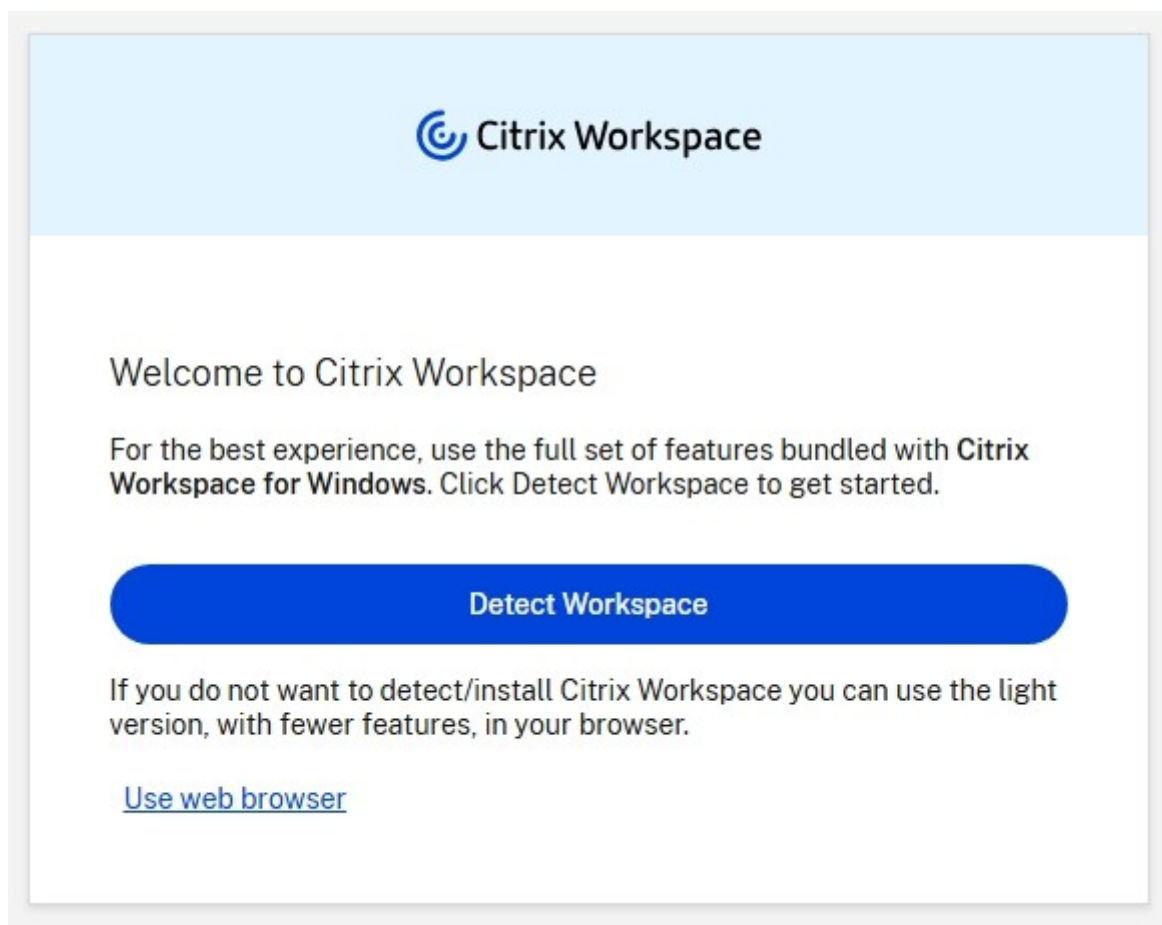 Citrix Workspace
Welcome to Citrix Workspace
For the best experience, use the full set of features bundled with Citrix
Workspace for Windows. Click Detect Workspace to get started.
Detect Workspace
If you do not want to detect/install Citrix Workspace you can use the light
version, with fewer features, in your browser.
Use web browser